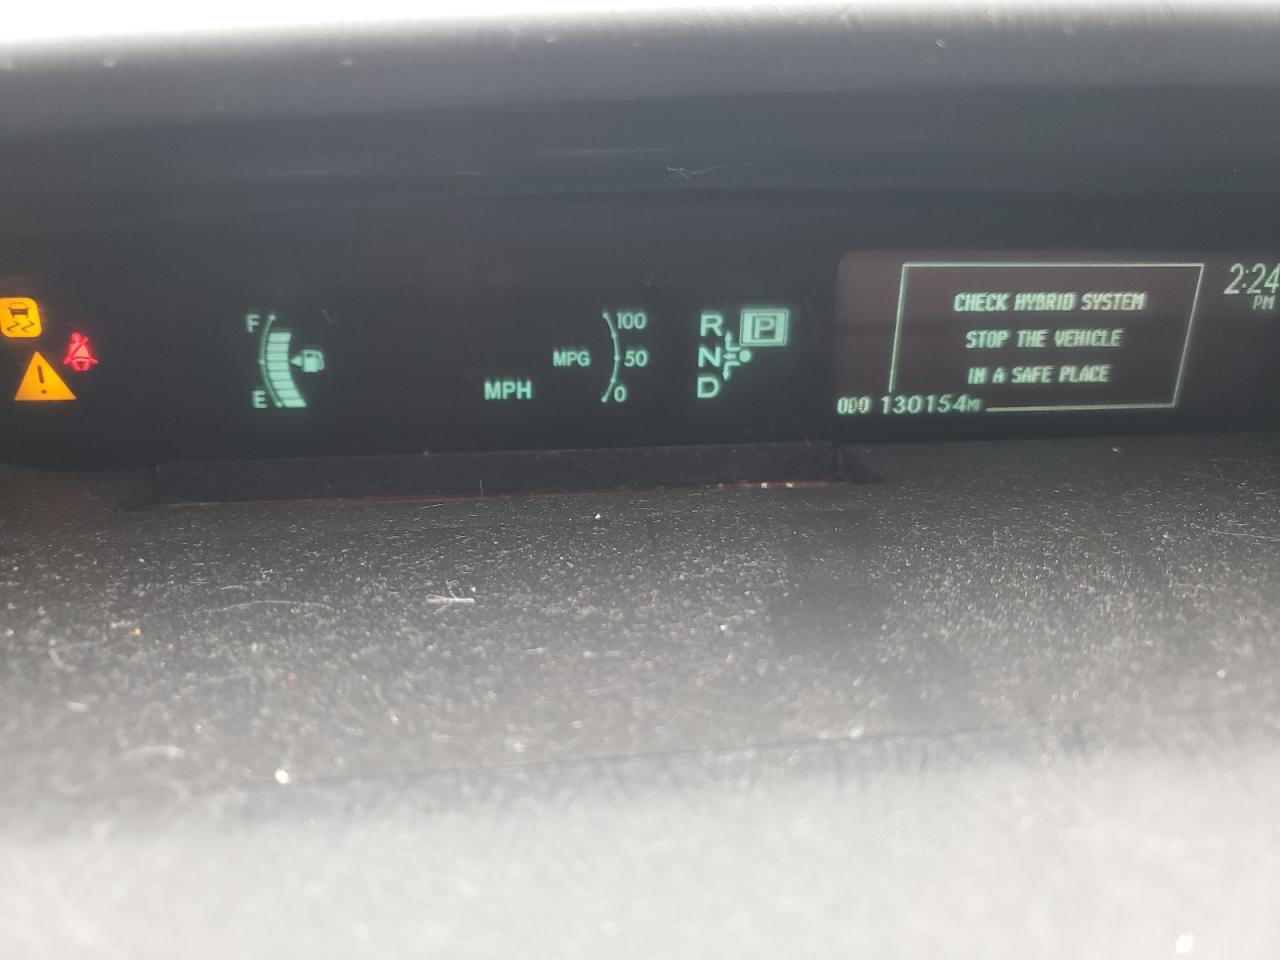 F
E
MPH
MPG
100
50
0
R
N
D
P
CHECK HYBRID SYSTEM
STOP THE VEHICLE
IN A SAFE PLACE
ODO 130154MI
2:24
PM